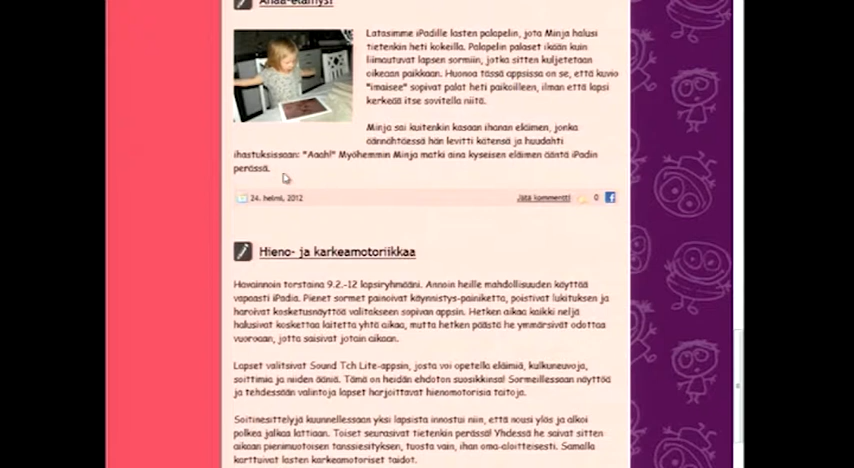 Ahaa-elämys!
Latasimme iPadille lasten palapelin, jota Minja halusi
tietenkin heti kokeilla. Palapelin palaset ikään kuin
liimautuvat lapsen sormiin, jotka sitten kuljetetaan
oikeaan paikkaan. Huonoa tässä appsissa on se, että kuvio
"imaisee" sopivat palat heti paikoilleen, ilman että lapsi
kerkeää itse sovitella niitä.
Minja sai kuitenkin kasaan ihanan eläimen, jonka
äännähtäessä hän levitti kätensä ja huudahti
ihastuksissaan: "Aaah!" Myöhemmin Minja matki aina kyseisen eläimen ääntä iPadin
perässä.
24. helmi, 2012 Jätä kommentti 0
Hieno- ja karkeamotoriikkaa
Havainnoin torstaina 9.2.-12 lapsiryhmääni. Annoin heille mahdollisuuden käyttää
vapaasti iPadia. Pienet sormet painoivat käynnistys-painiketta, poistivat lukituksen ja
haroivat kosketusnäyttöä valitakseen sopivan appsin. Hetken aikaa kaikki neljä
halusivat koskettaa laitetta yhtä aikaa, mutta hetken päästä he ymmärsivät odottaa
vuoroaan, jotta saisivat jotain aikaan.
Lapset valitsivat Sound Tch Lite-appsin, josta voi opetella eläimiä, kulkuneuvoja,
soittimia ja niiden ääniä. Tämä on heidän ehdoton suosikkinsa! Sormeillessaan näyttöä
ja tehdessään valintoja lapset harjoittavat hienomotorisia taitoja.
Soitinesittelyjä kuunnellessaan yksi lapsista innostui niin, että nousi ylös ja alkoi
polkea jalkaa lattiaan. Toiset seurasivat tietenkin perässä! Yhdessä he saivat sitten
aikaan pienimuotoisen tanssiesityksen, tuosta vain, ihan oma-aloitteisesti. Samalla
karttuivat lasten karkeamotoriset taidot.